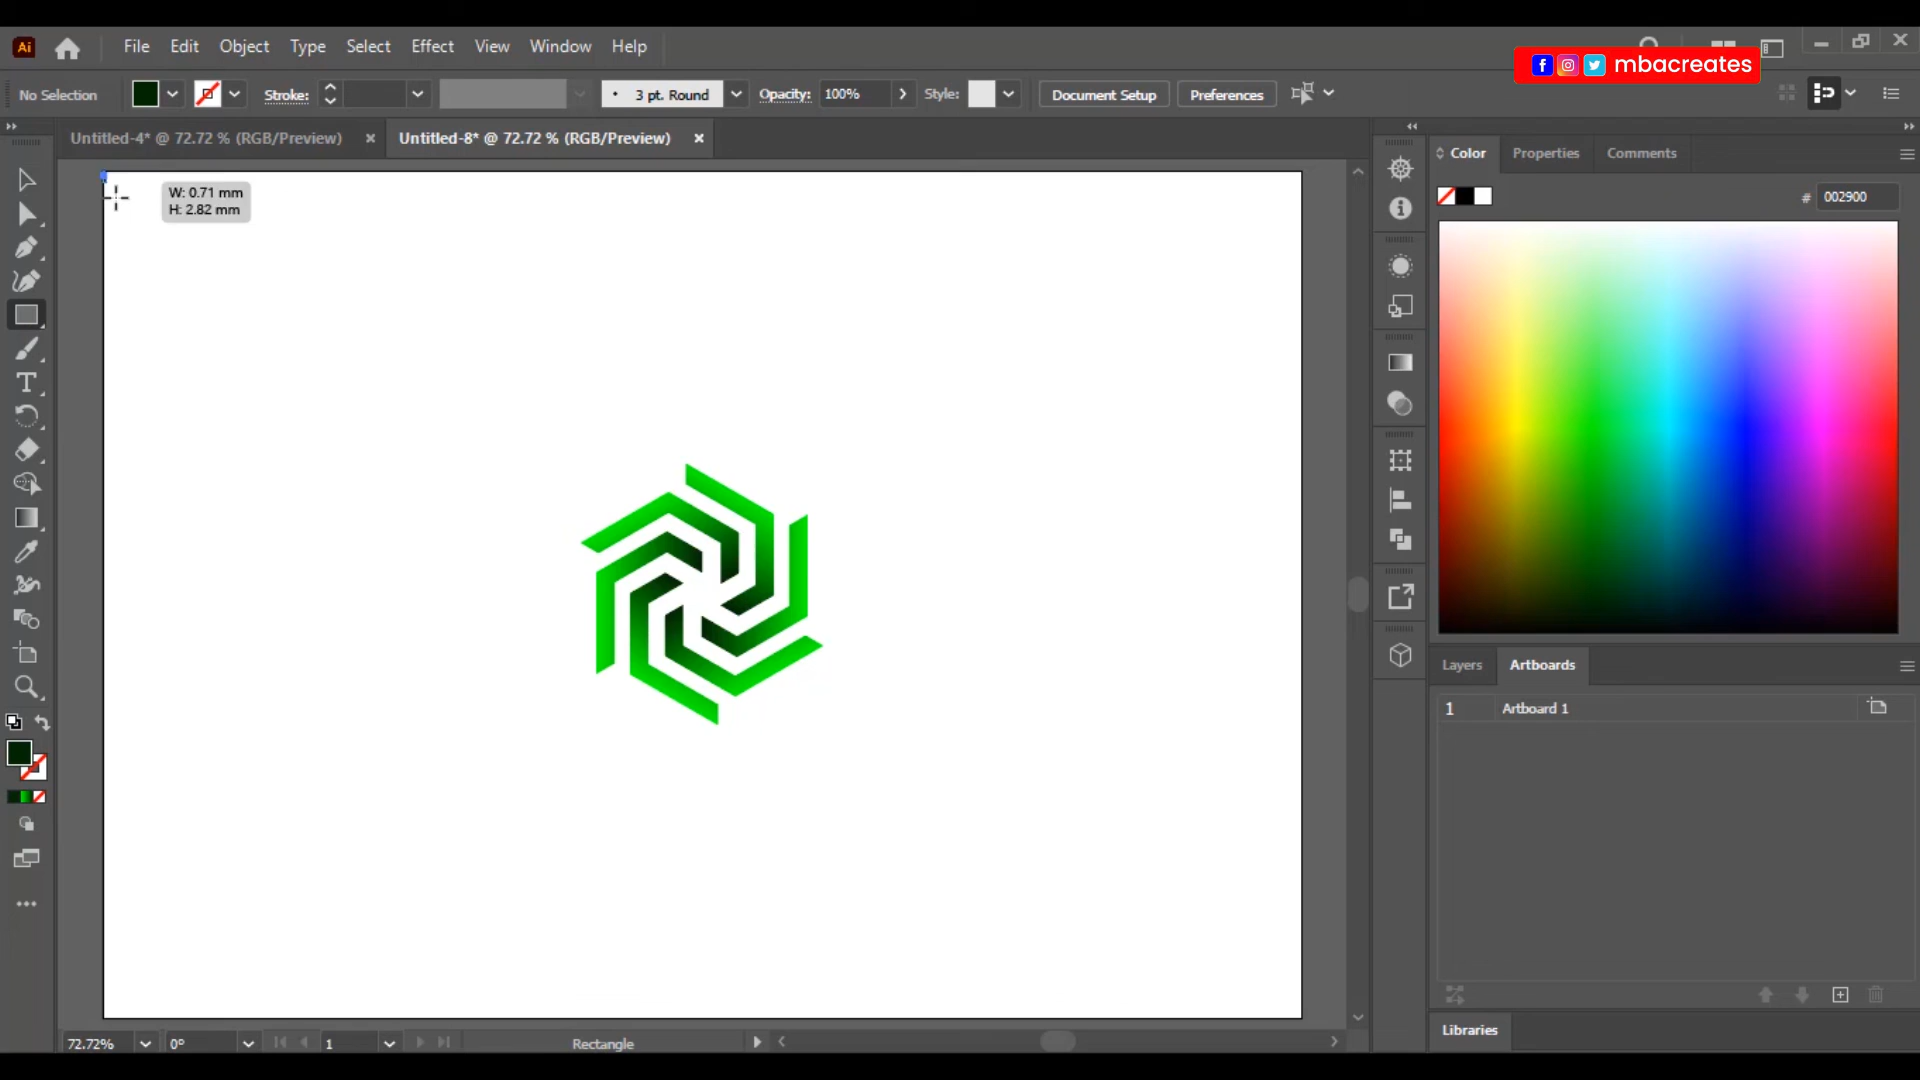 Ai File Edit Object Type Select Effect View Window Help
mbacreates
No Selection Stroke: 3 pt. Round Opacity: 100% Style: Document Setup Preferences
Untitled-4* @ 72.72 % (RGB/Preview) Untitled-8* @ 72.72 % (RGB/Preview)
Color Properties Comments
W: 0.71 mm
H: 2.82 mm
# 002900
Layers Artboards
1 Artboard 1
Libraries
72.72% 0° 1 Rectangle